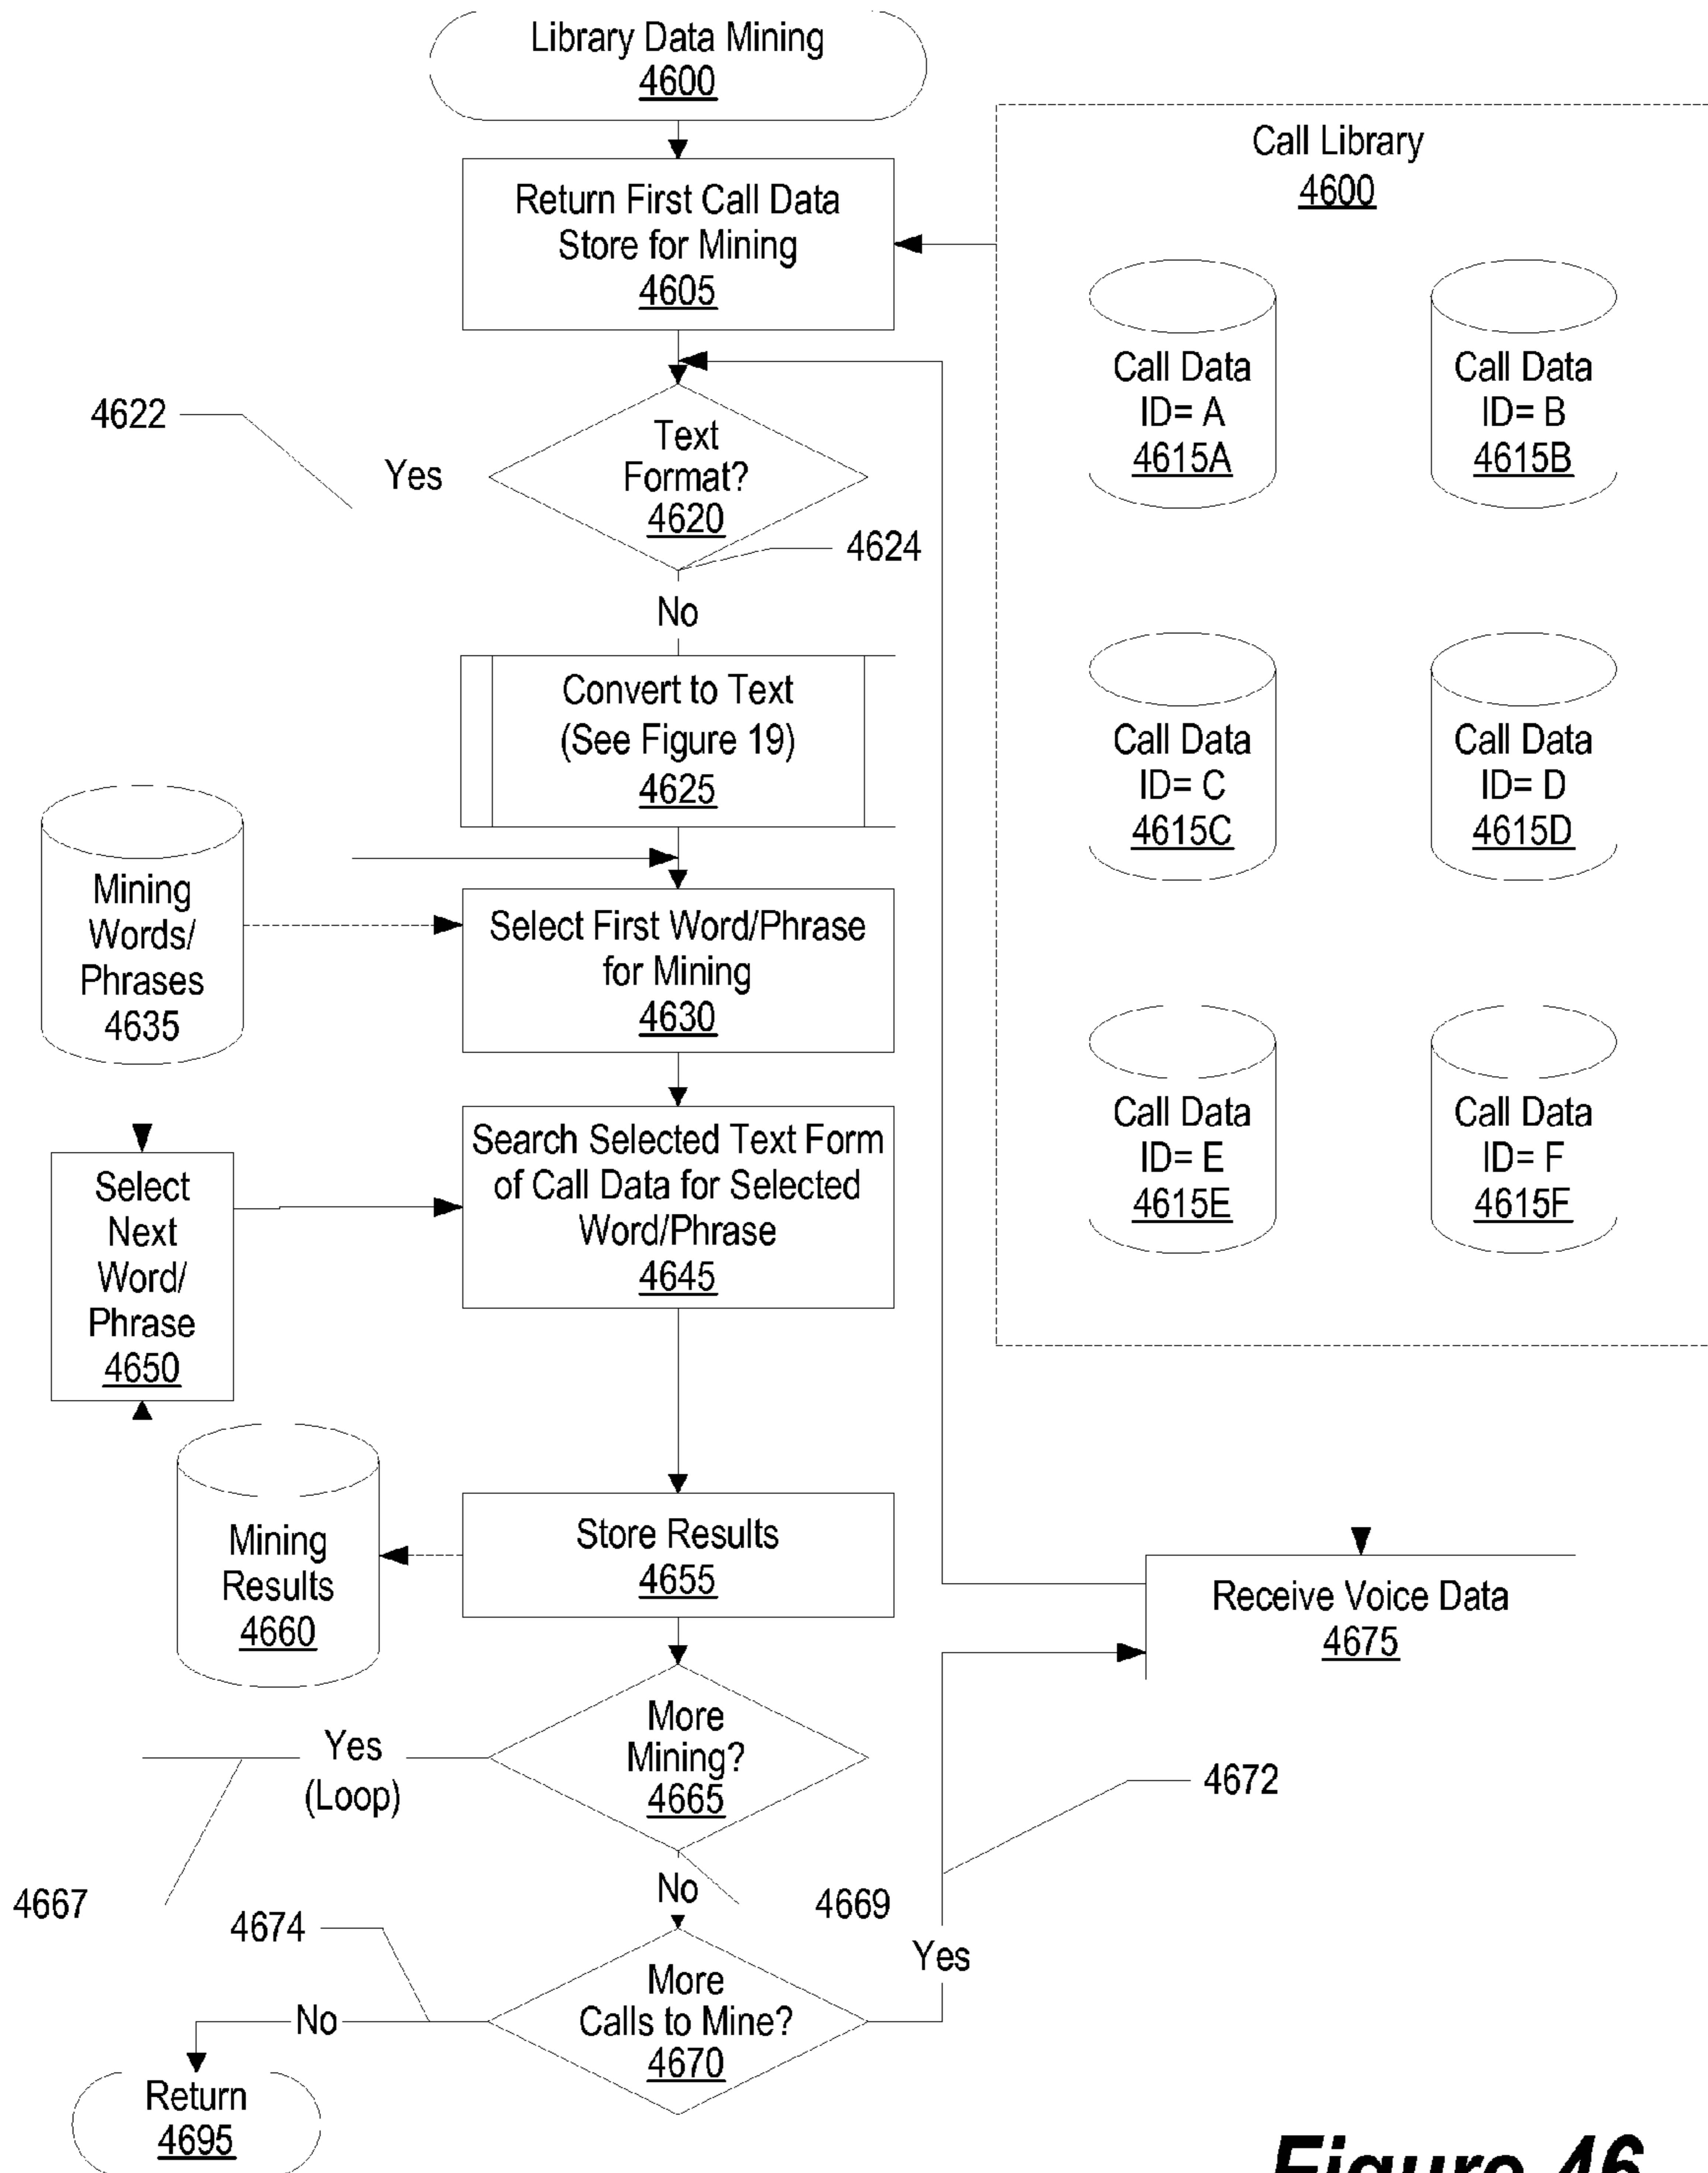 Library Data Mining
4600
Call Library
4600
Return First Call Data
Store for Mining
4605
Call Data
ID= A
4615A
Call Data
ID= B
4615B
4622
Yes
Text
Format?
4620
4624
No
Convert to Text
(See Figure 19)
4625
Call Data
ID= C
4615C
Call Data
ID= D
4615D
Mining
Words/
Phrases
4635
Select First Word/Phrase
for Mining
4630
Call Data
ID= E
4615E
Call Data
ID= F
4615F
Select
Next
Word/
Phrase
4650
Search Selected Text Form
of Call Data for Selected
Word/Phrase
4645
Mining
Results
4660
Store Results
4655
Receive Voice Data
4675
Yes
(Loop)
More
Mining?
4665
4672
4667
No
4669
4674
Yes
No
More
Calls to Mine?
4670
Return
4695
Figure 46